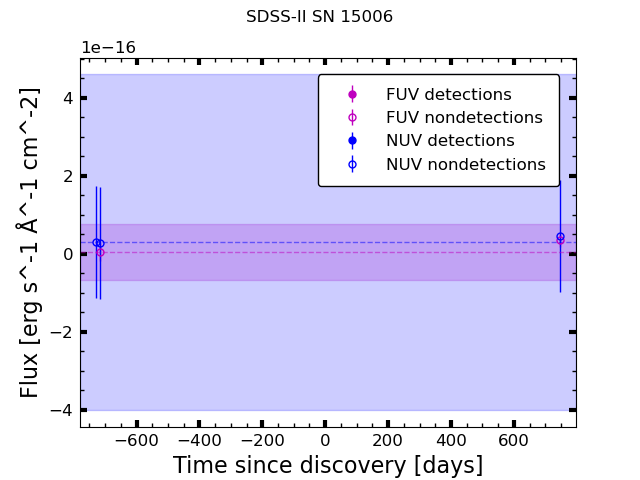 SDSS-II SN 15006
1e−16
FUV detections
FUV nondetections
NUV detections
NUV nondetections
4
2
0
−2
−4
Flux [erg s^-1 Å^-1 cm^-2]
−600 −400 −200 0 200 400 600
Time since discovery [days]